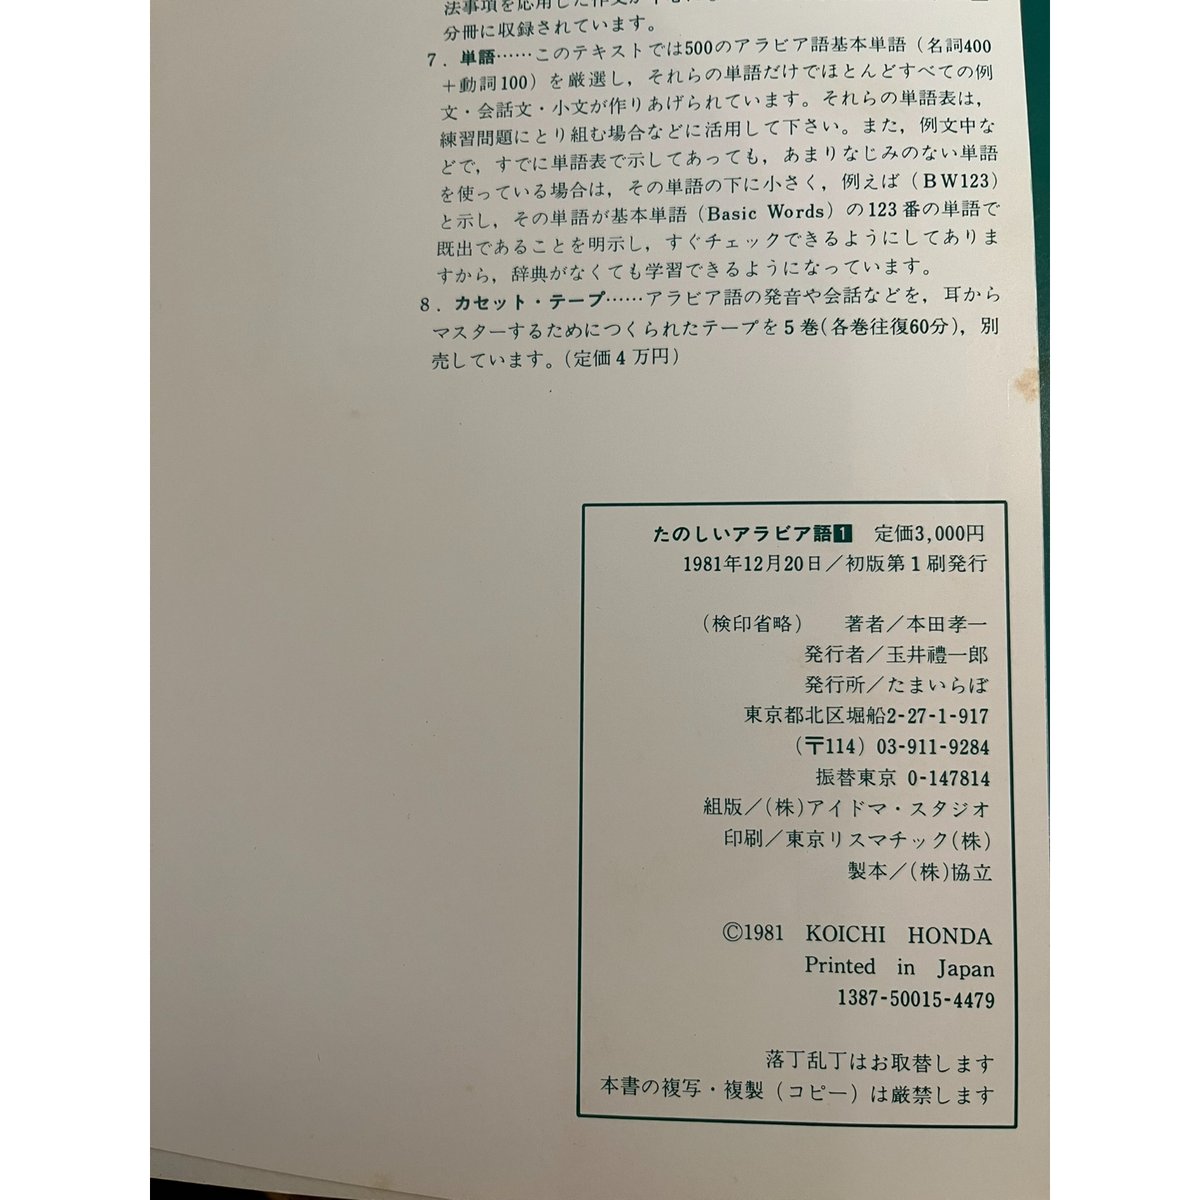 法事項を応用した作文が中心に
分冊に収録されています。
7．単語……このテキストでは500のアラビア語基本単語（名詞400
＋動詞100）を厳選し，それらの単語だけでほとんどすべての例
文・会話文・小文が作りあげられています。それらの単語表は，
練習問題にとり組む場合などに活用して下さい。また，例文中な
どで，すでに単語表で示してあっても，あまりなじみのない単語
を使っている場合は，その単語の下に小さく，例えば（BW123）
と示し，その単語が基本単語（Basic Words）の123番の単語で
既出であることを明示し，すぐチェックできるようにしてありま
すから，辞典がなくても学習できるようになっています。
8．カセット・テープ……アラビア語の発音や会話などを，耳から
マスターするためにつくられたテープを5巻(各巻往復60分)，別
売しています。（定価4万円）
たのしいアラビア語1 定価3,000円
1981年12月20日／初版第1刷発行
（検印省略） 著者／本田孝一
発行者／玉井禮一郎
発行所／たまいらぼ
東京都北区堀船2-27-1-917
（〒114）03-911-9284
振替東京 0-147814
組版／(株)アイドマ・スタジオ
印刷／東京リスマチック(株)
製本／(株)協立
©1981 KOICHI HONDA
Printed in Japan
1387-50015-4479
落丁乱丁はお取替します
本書の複写・複製（コピー）は厳禁します